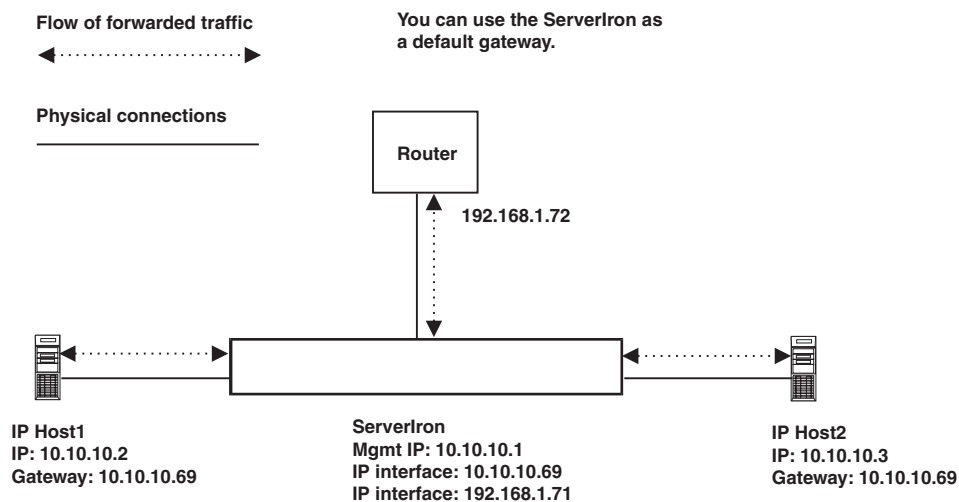 Flow of forwarded traffic
You can use the ServerIron as
a default gateway.
Physical connections
Router
192.168.1.72
IP Host1
IP: 10.10.10.2
Gateway: 10.10.10.69
ServerIron
Mgmt IP: 10.10.10.1
IP interface: 10.10.10.69
IP interface: 192.168.1.71
IP Host2
IP: 10.10.10.3
Gateway: 10.10.10.69